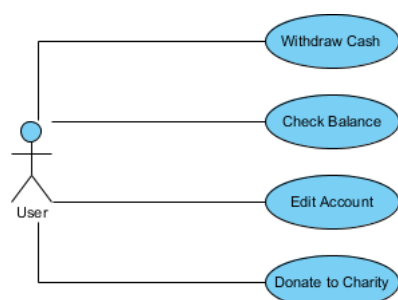 Withdraw Cash
Check Balance
User
Edit Account
Donate to Charity